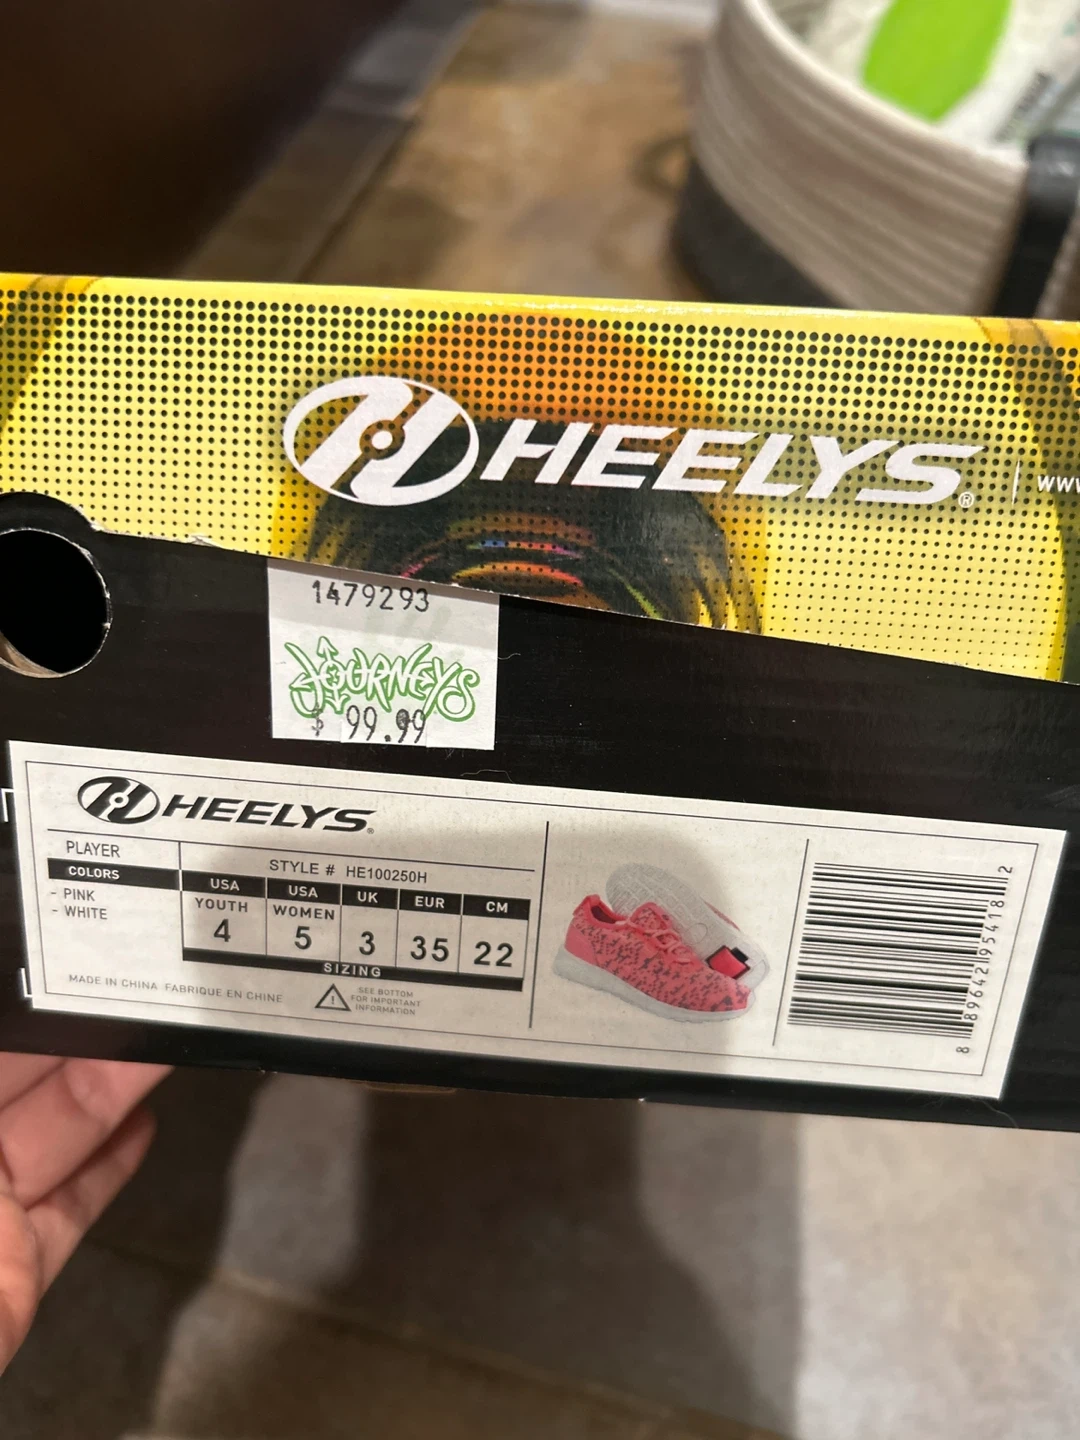 HEELYS®
1479293
JOURNEYS
$ 99.99
HEELYS®
PLAYER
STYLE # HE100250H
COLORS
- PINK
- WHITE
USA USA UK EUR CM
YOUTH WOMEN
4 5 3 35 22
SIZING
MADE IN CHINA FABRIQUE EN CHINE
SEE BOTTOM
FOR IMPORTANT
INFORMATION
8 89642 95418 2